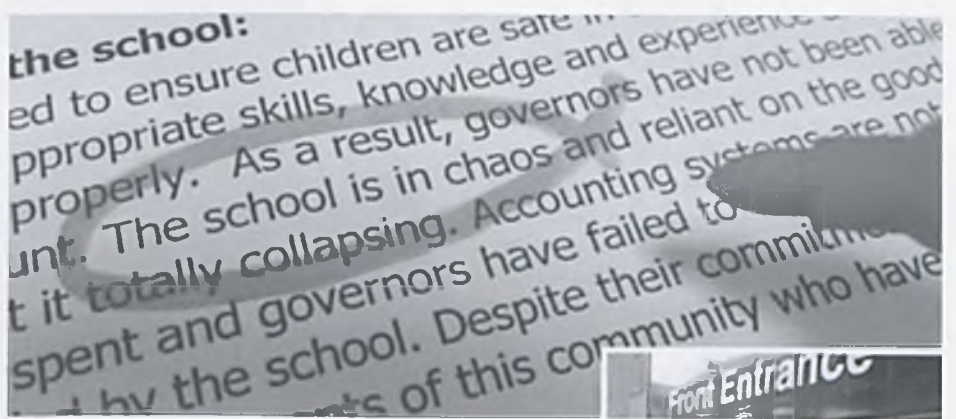 the school:
ed to ensure children are safe in
ppropriate skills, knowledge and experience
properly. As a result, governors have not been able
unt. The school is in chaos and reliant on the good
t it totally collapsing. Accounting systems are not
spent and governors have failed to
by the school. Despite their commitm
ts of this community who have
Front Entrance